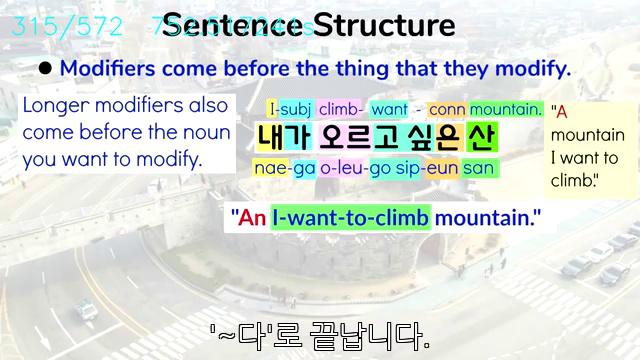 Sentence Structure
● Modifiers come before the thing that they modify.
Longer modifiers also
come before the noun
you want to modify.
I-subj climb- want - conn mountain.
내가 오르고 싶은 산
nae-ga o-leu-go sip-eun san
"A
mountain
I want to
climb."
"An I-want-to-climb mountain."
'~다'로 끝납니다.
315/572